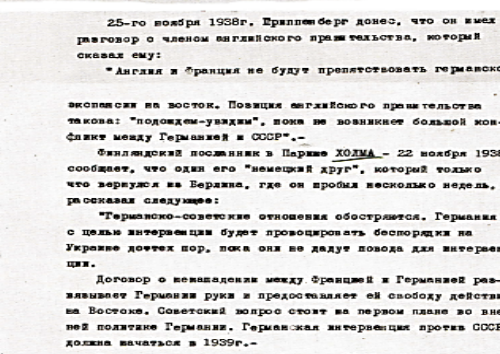 25-го ноября 1938г. Гриппенберг донес, что он имел
разговор с членом английского правительства, который
сказал ему:
"Англия и Франция не будут препятствовать германско
экспансии на восток. Позиция английского правительства
такова: "подождем-увидим", пока не возникнет большой кон-
фликт между Германией и СССР".-
Финляндский посланник в Париже ХОЛМА - 22 ноября 1938
сообщает, что один его "немецкий друг", который только
что вернулся из Берлина, где он пробыл несколько недель,
рассказал следующее:
"Германско-советские отношения обостряются. Германия
с целью интервенции будет провоцировать беспорядки на
Украине до тех пор, пока они не дадут повода для интервен
ции.
Договор о ненападении между Францией и Германией раз-
вязывает Германии руки и предоставляет ей свободу действи
на Востоке. Советский вопрос стоит на первом плане во вне
ней политике Германии. Германская интервенция против СССР
должна начаться в 1939г.-